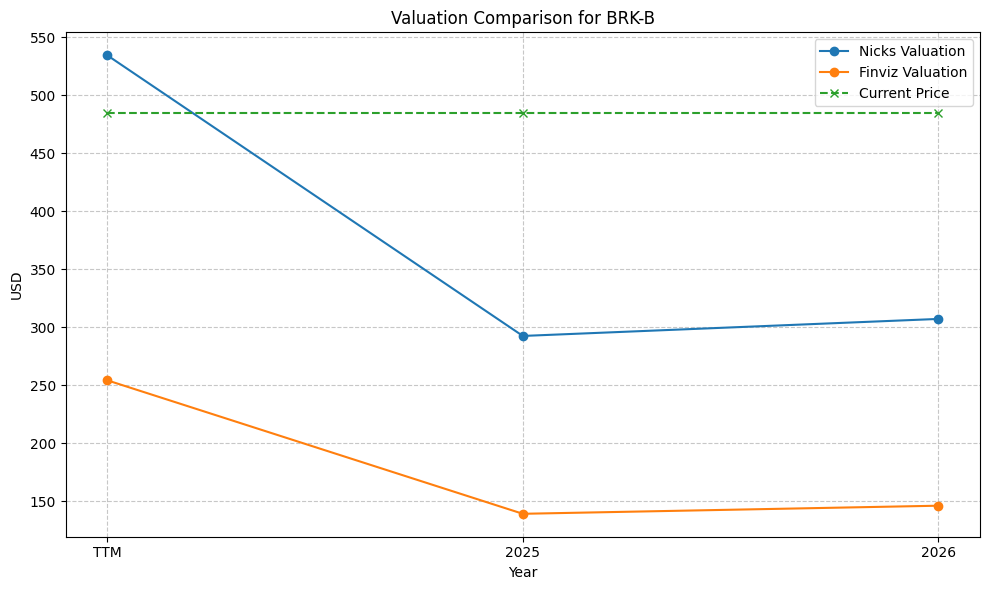 Valuation Comparison for BRK-B
Nicks Valuation
Finviz Valuation
Current Price
550
500
450
400
350
300
250
200
150
USD
TTM
2025
2026
Year